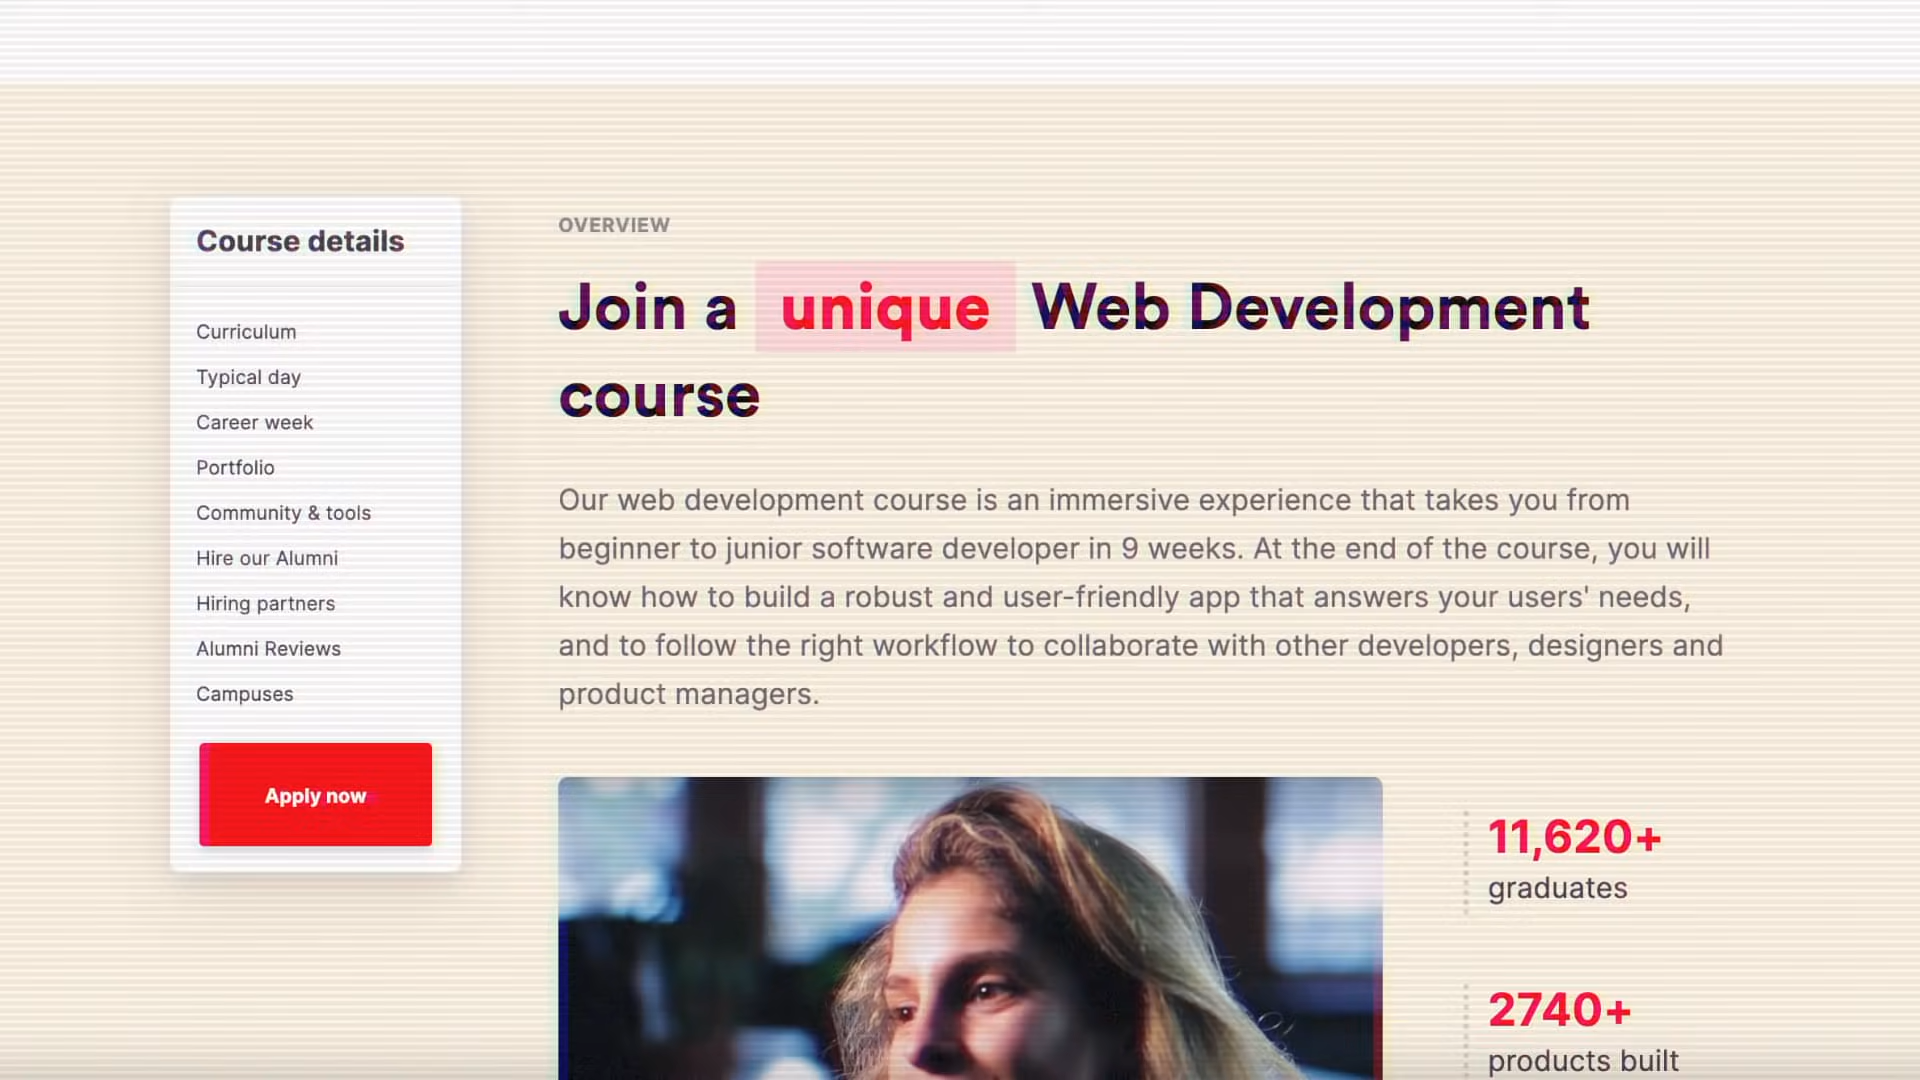 Course details
Curriculum
Typical day
Career week
Portfolio
Community & tools
Hire our Alumni
Hiring partners
Alumni Reviews
Campuses
Apply now
OVERVIEW
Join a unique Web Development
course
Our web development course is an immersive experience that takes you from
beginner to junior software developer in 9 weeks. At the end of the course, you will
know how to build a robust and user-friendly app that answers your users' needs,
and to follow the right workflow to collaborate with other developers, designers and
product managers.
11,620+
graduates
2740+
products built